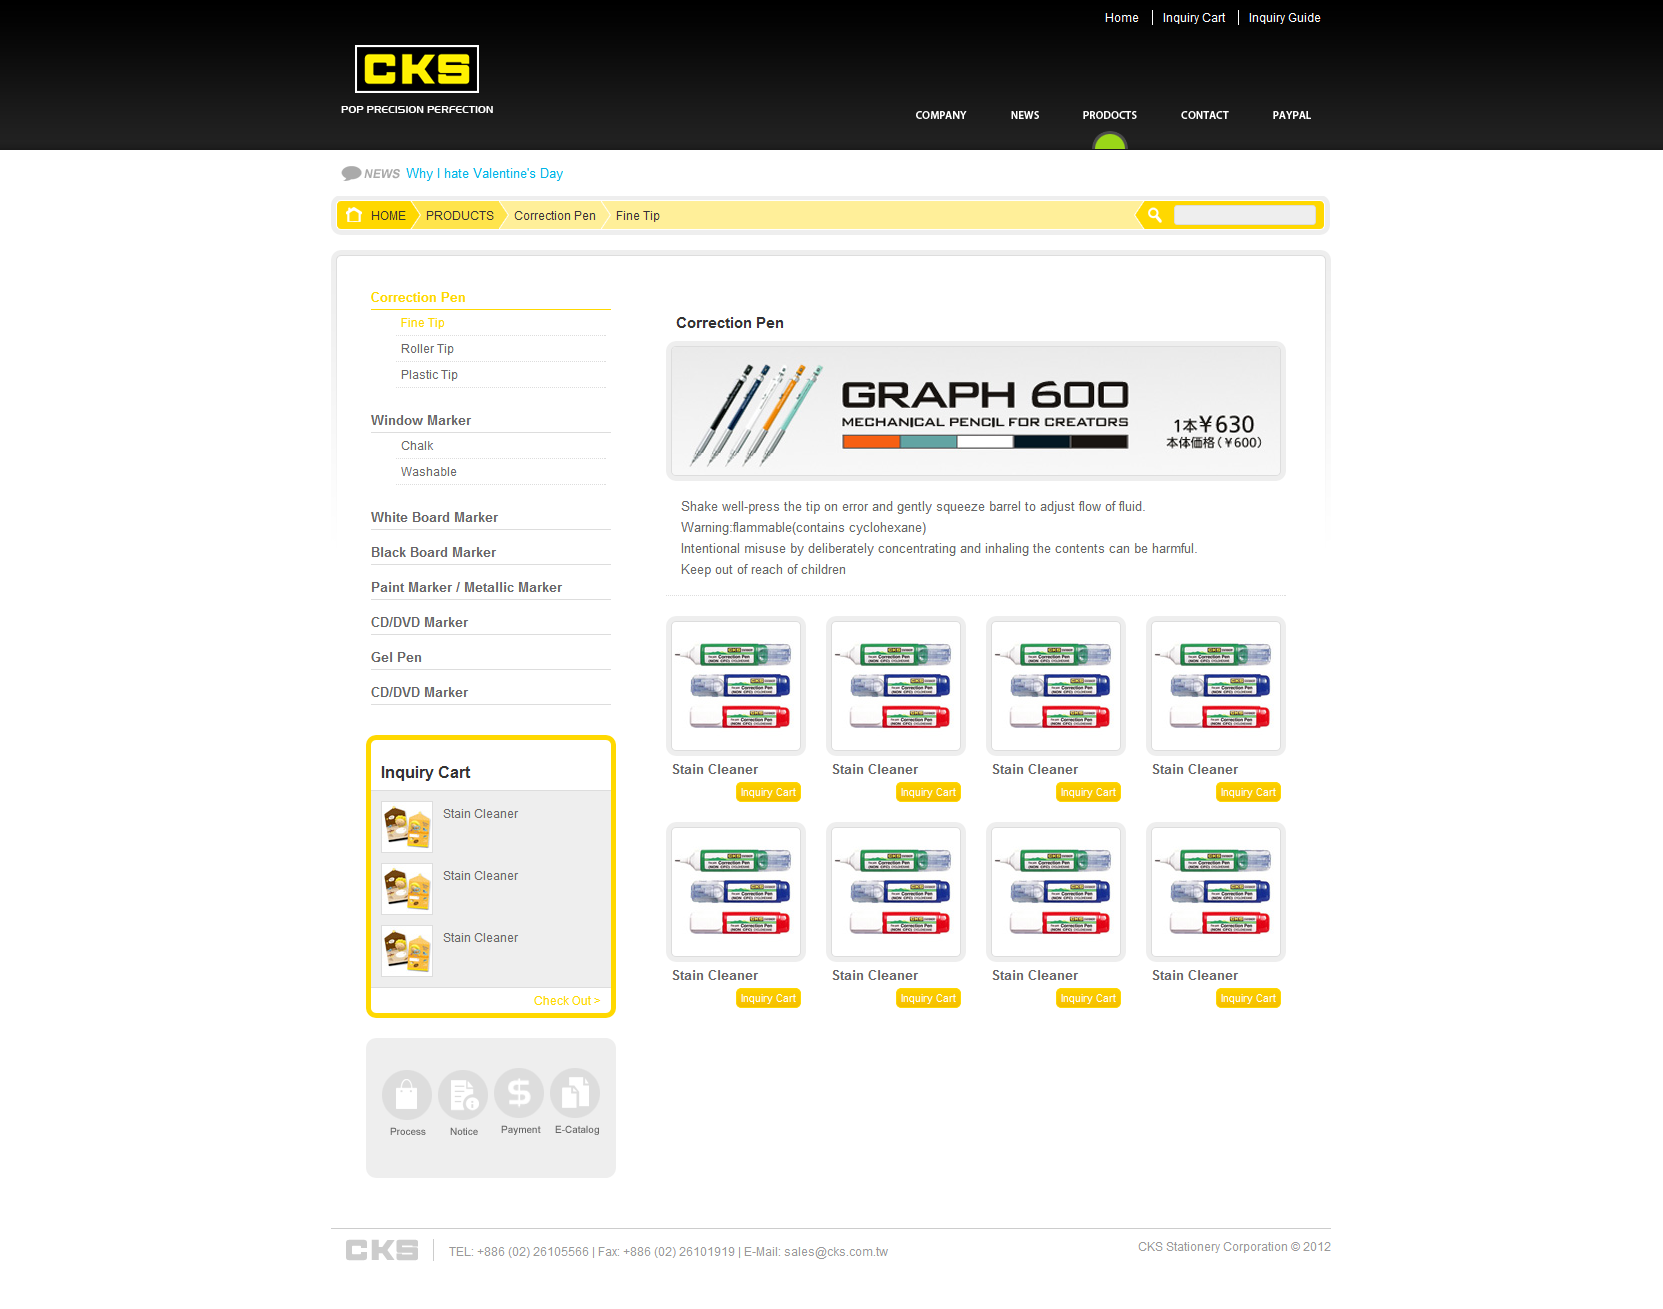 Home
Inquiry Cart
Inquiry Guide
CKS
POP PRECISION PERFECTION
COMPANY
NEWS
PRODOCTS
CONTACT
PAYPAL
NEWS Why I hate Valentine's Day
HOME
PRODUCTS
Correction Pen
Fine Tip
Correction Pen
Fine Tip
Roller Tip
Plastic Tip
Window Marker
Chalk
Washable
White Board Marker
Black Board Marker
Paint Marker / Metallic Marker
CD/DVD Marker
Gel Pen
CD/DVD Marker
Inquiry Cart
Stain Cleaner
Stain Cleaner
Stain Cleaner
Check Out >
Process
Notice
Payment
E-Catalog
Correction Pen
GRAPH 600
MECHANICAL PENCIL FOR CREATORS
1本¥630
本体価格(¥600)
Shake well-press the tip on error and gently squeeze barrel to adjust flow of fluid.
Warning:flammable(contains cyclohexane)
Intentional misuse by deliberately concentrating and inhaling the contents can be harmful.
Keep out of reach of children
Stain Cleaner
Inquiry Cart
Stain Cleaner
Inquiry Cart
Stain Cleaner
Inquiry Cart
Stain Cleaner
Inquiry Cart
Stain Cleaner
Inquiry Cart
Stain Cleaner
Inquiry Cart
Stain Cleaner
Inquiry Cart
Stain Cleaner
Inquiry Cart
CKS
TEL: +886 (02) 26105566 | Fax: +886 (02) 26101919 | E-Mail: sales@cks.com.tw
CKS Stationery Corporation © 2012